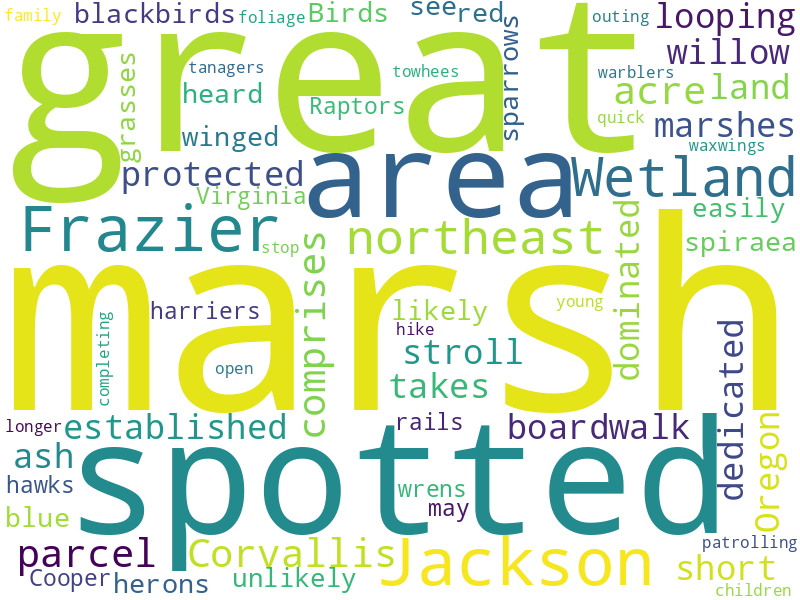 family
blackbirds
foliage
Birds
see
red
outing
looping
great
grasses
tanagers
towhees
sparrows
warblers
willow
heard
Raptors
acre
land
quick
winged
marshes
waxwings
area
protected
Wetland
Virginia
easily
Frazier
stop
northeast
spiraea
comprises
dominated
marsh
harriers
likely
young
hike
completing
open
stroll
takes
dedicated
longer
established
rails
boardwalk
Oregon
spotted
ash
hawks
wrens
may
blue
parcel
Corvallis
Jackson
patrolling
short
Cooper
herons
unlikely
children